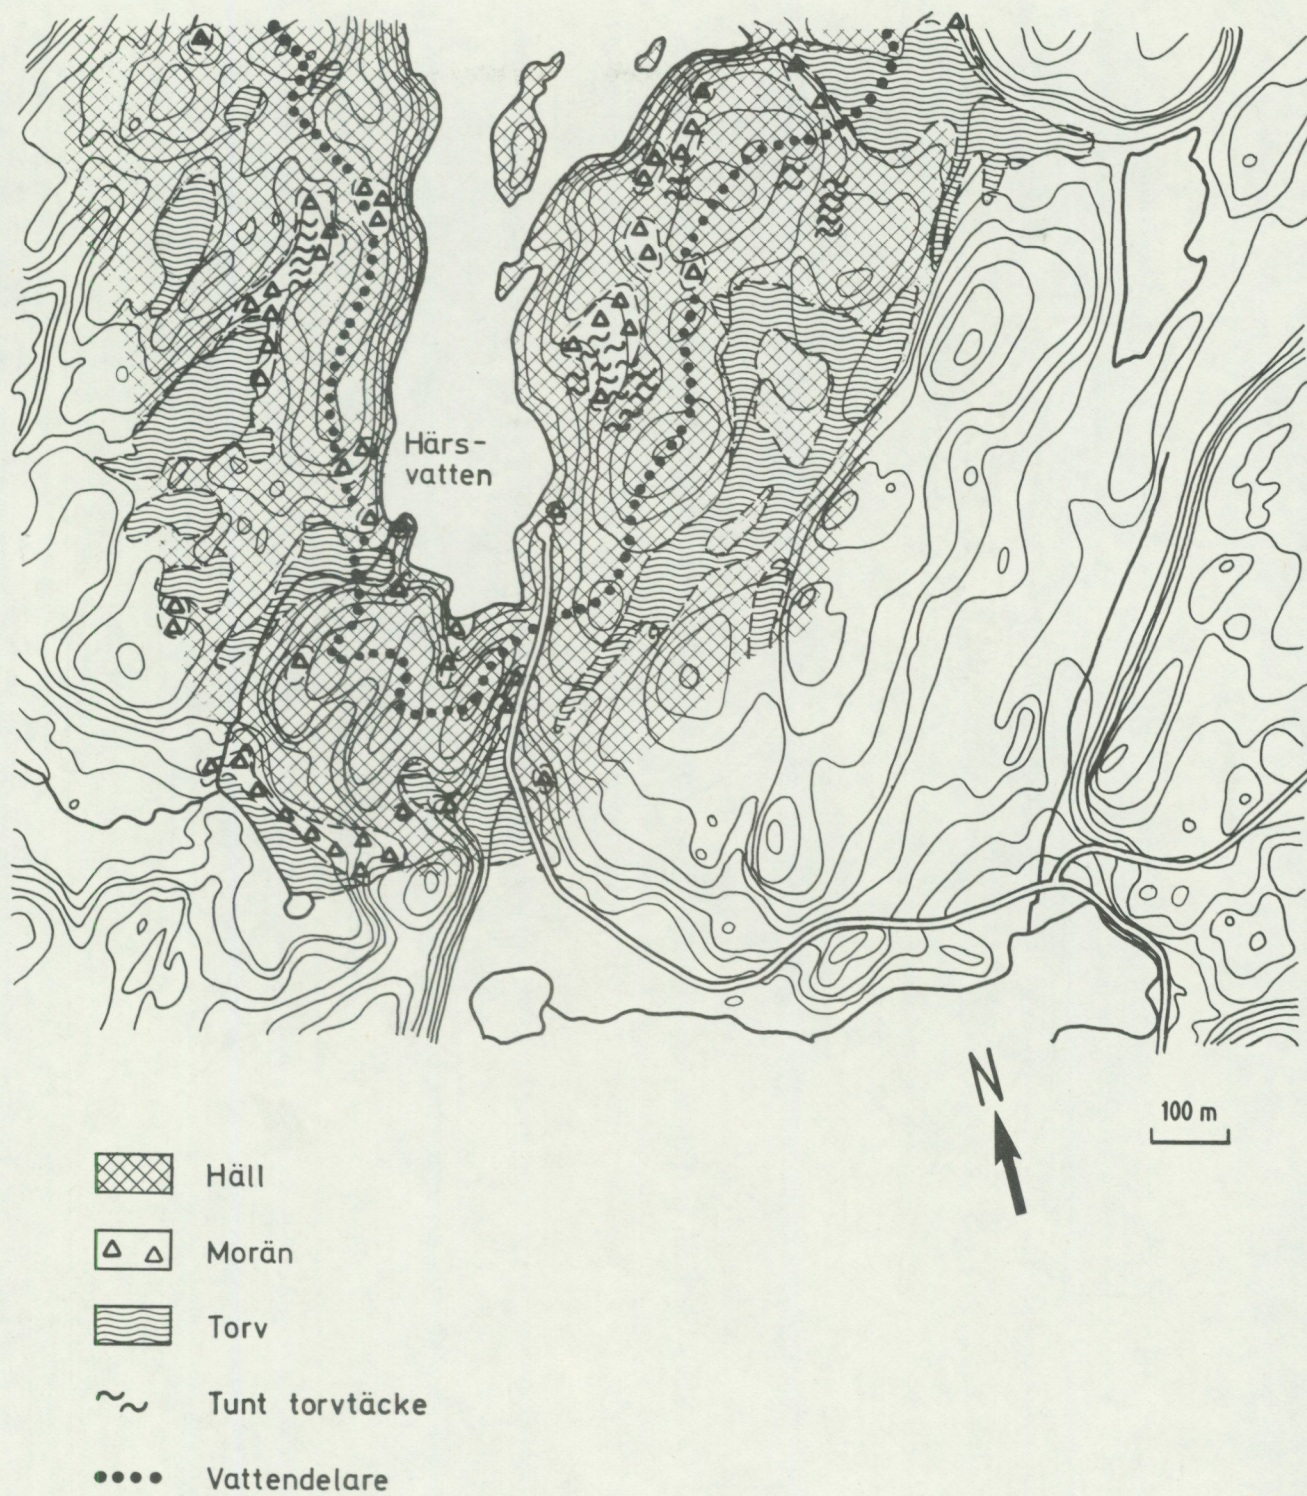 Härs-
vatten
N
100 m
Häll
Morän
Torv
Tunt torvtäcke
Vattendelare